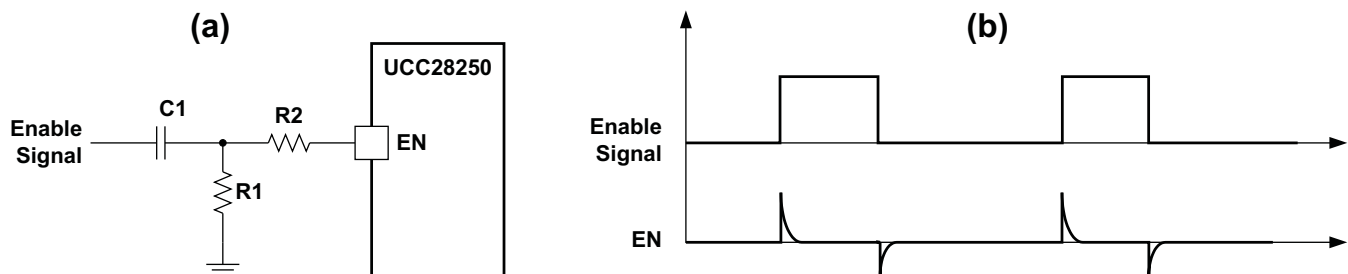 (a)
UCC28250
C1
R2
Enable
Signal
EN
R1
(b)
Enable
Signal
EN